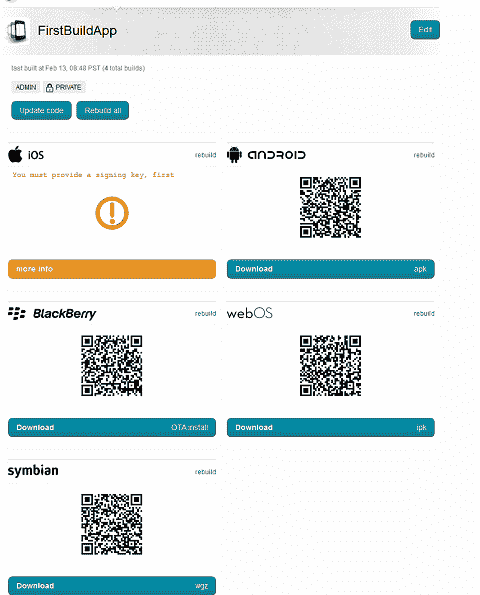 FirstBuildApp
Edit
last built at Feb 13, 08:48 PST (4 total builds)
ADMIN PRIVATE
Update code Rebuild all
iOS rebuild
android rebuild
You must provide a signing key, first
more info
Download apk
BlackBerry rebuild
webOS rebuild
Download OTAinstall
Download ipk
symbian rebuild
Download wgz